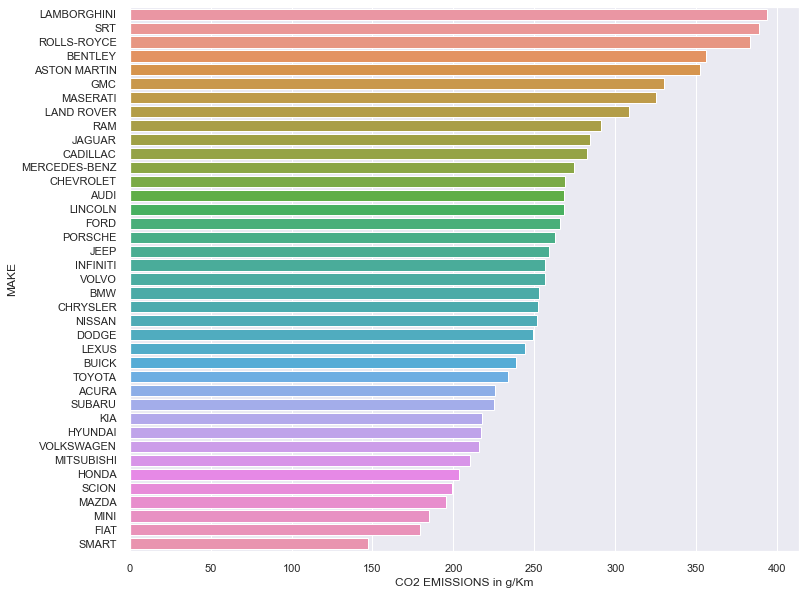 LAMBORGHINI
SRT
ROLLS-ROYCE
BENTLEY
ASTON MARTIN
GMC
MASERATI
LAND ROVER
RAM
JAGUAR
CADILLAC
MERCEDES-BENZ
CHEVROLET
AUDI
LINCOLN
FORD
PORSCHE
JEEP
INFINITI
VOLVO
BMW
CHRYSLER
NISSAN
DODGE
LEXUS
BUICK
TOYOTA
ACURA
SUBARU
KIA
HYUNDAI
VOLKSWAGEN
MITSUBISHI
HONDA
SCION
MAZDA
MINI
FIAT
SMART
MAKE
0 50 100 150 200 250 300 350 400
CO2 EMISSIONS in g/Km